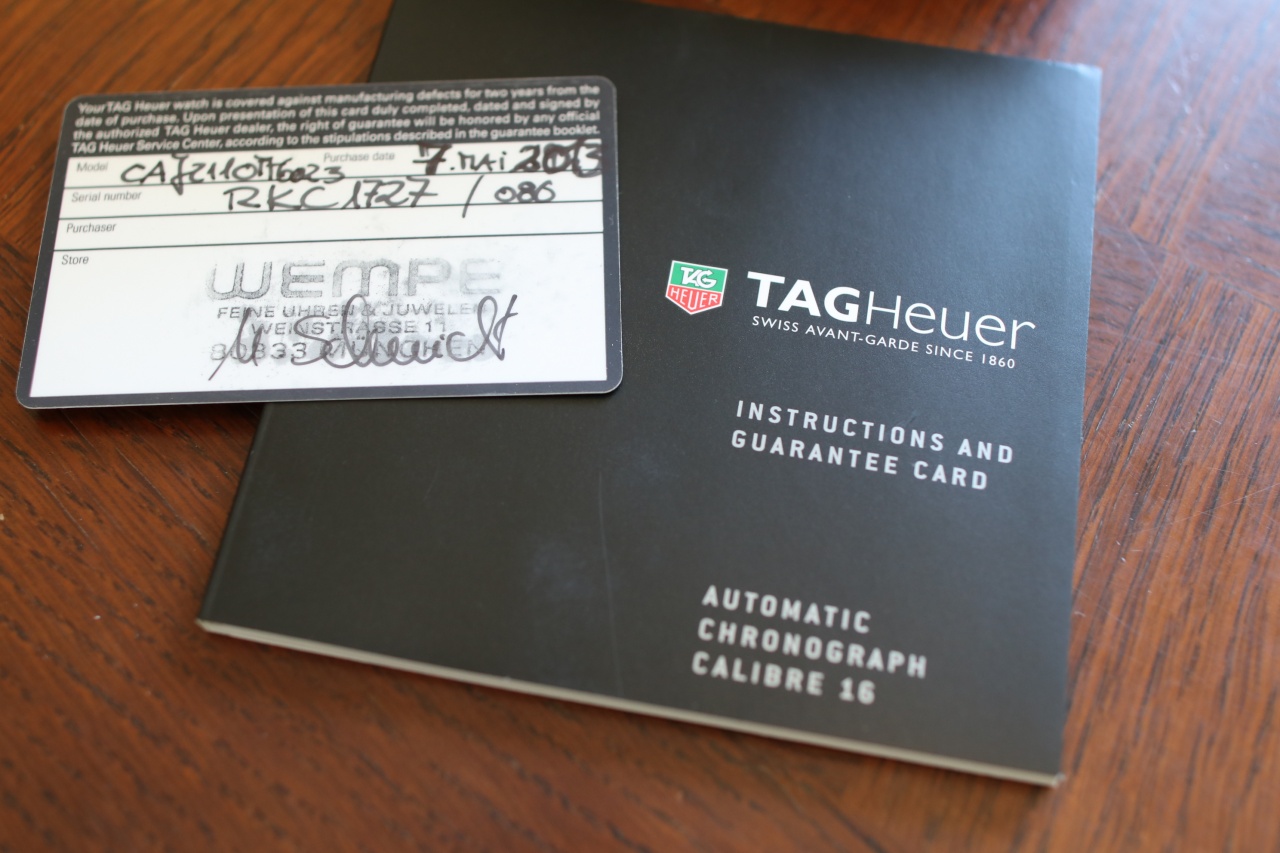 Your TAG Heuer watch is covered against manufacturing defects for two years from the
date of purchase. Upon presentation of this card duly completed, dated and signed by
the authorized TAG Heuer dealer, the right of guarantee will be honored by any official
TAG Heuer Service Center, according to the stipulations described in the guarantee booklet.
Model Purchase date 7. MAi 2013
Serial number RKC1727 / 086
Purchaser
Store
WEMPE
FEINE UHREN & JUWELEN
WEINSTRASSE 11
80333 MÜNCHEN
TAG
HEUER
TAGHeuer
SWISS AVANT-GARDE SINCE 1860
INSTRUCTIONS AND
GUARANTEE CARD
AUTOMATIC
CHRONOGRAPH
CALIBRE 16